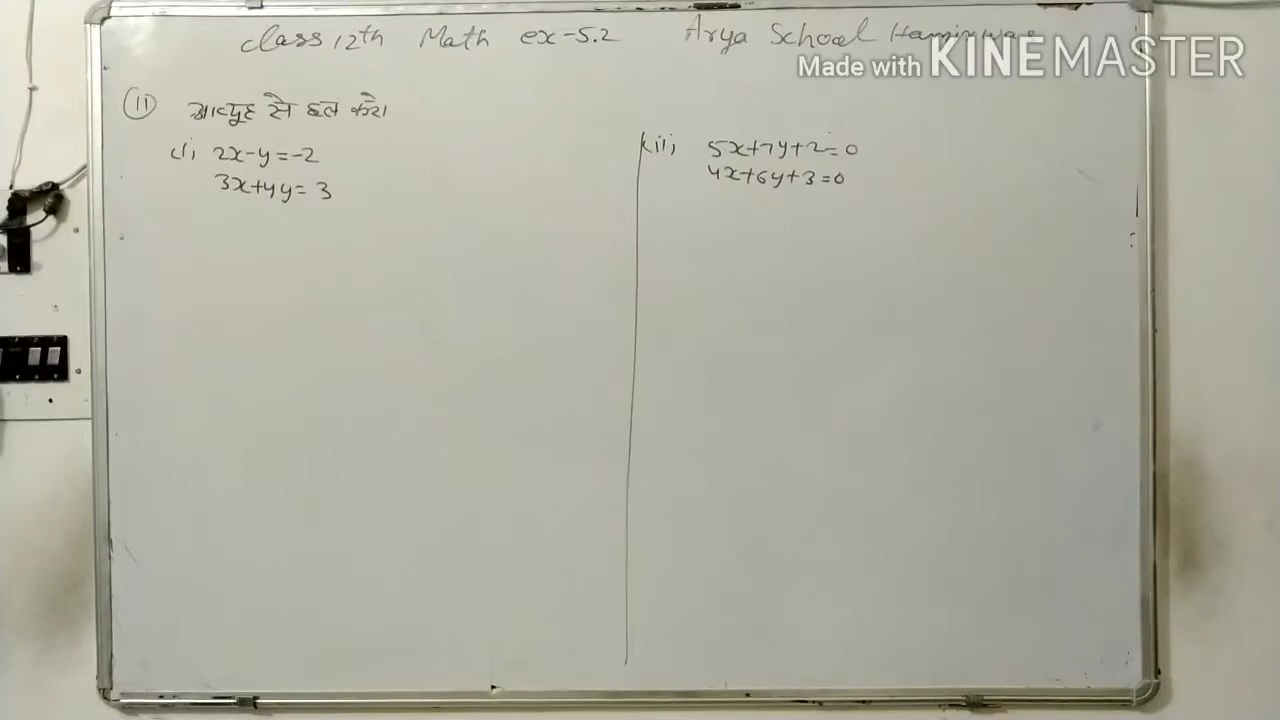 Class 12th Math ex-5.2 Arya School
Made with KINEMASTER
(11) आव्यूह से हल करो
(i) 2x-y=-2
3x+4y=3
(ii) 5x+7y+2=0
4x+6y+3=0